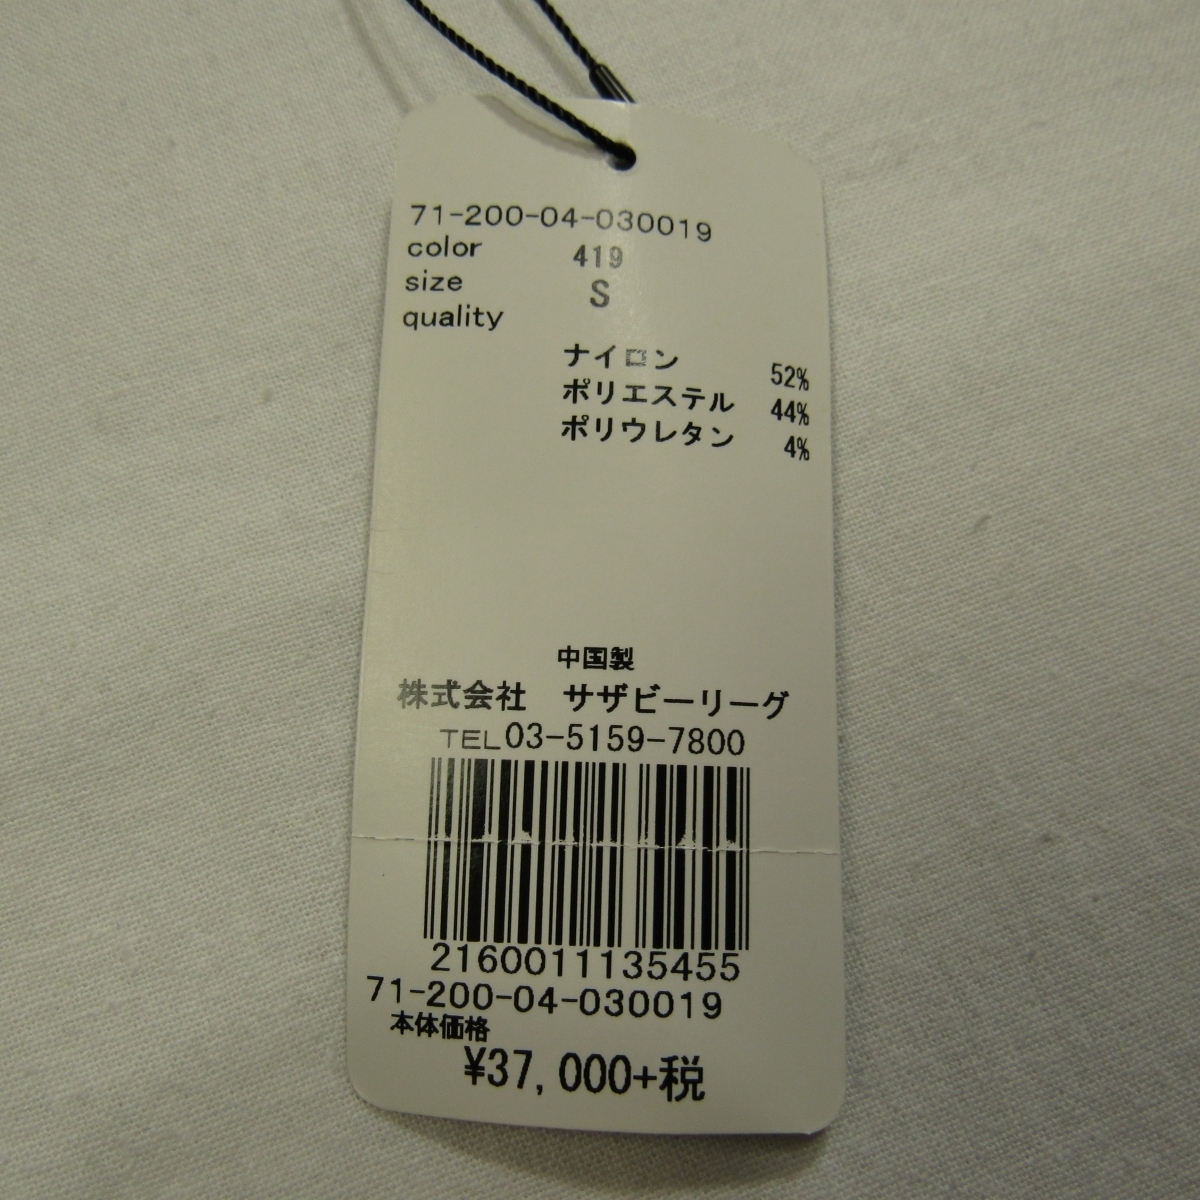 71-200-04-030019
color 419
size S
quality
ナイロン 52%
ポリエステル 44%
ポリウレタン 4%
中国製
株式会社 サザビーリーグ
TEL03-5159-7800
2160011135455
71-200-04-030019
本体価格
¥37,000+税